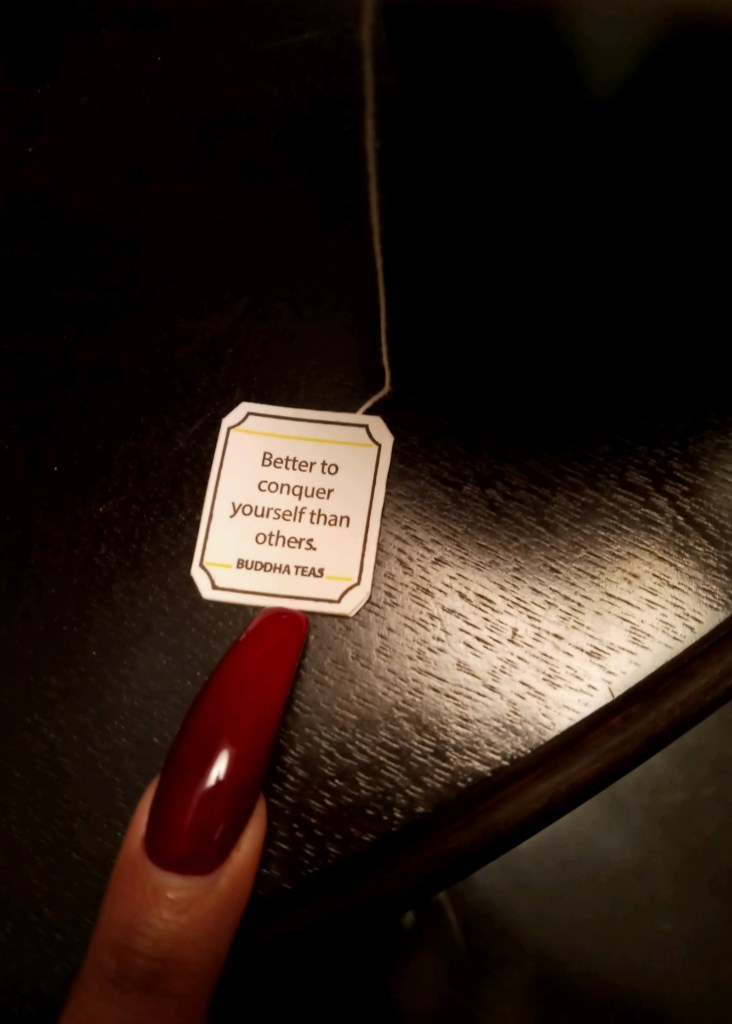 Better to
conquer
yourself than
others.
BUDDHA TEAS